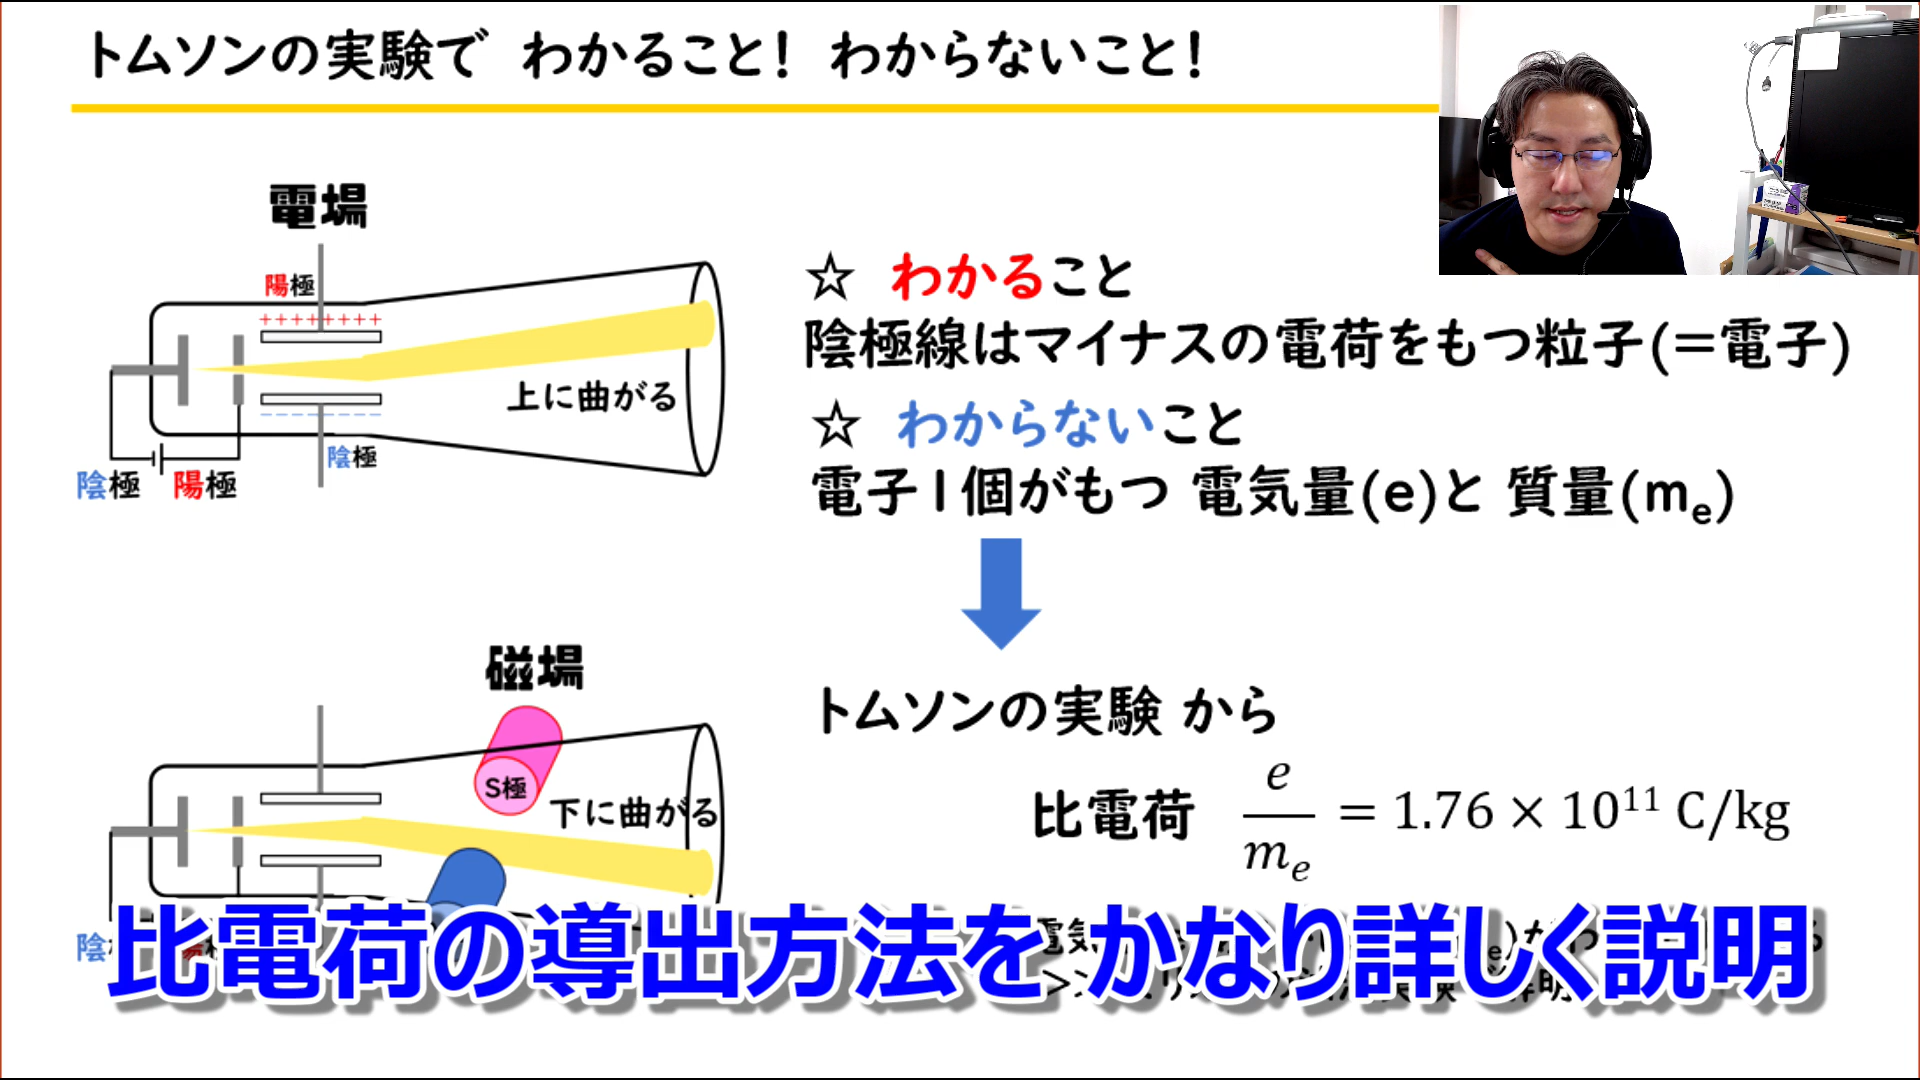 トムソンの実験で わかること! わからないこと!
電場
陽極
++++++++
上に曲がる
陰極
陰極 陽極
☆ わかること
陰極線はマイナスの電荷をもつ粒子(=電子)
☆ わからないこと
電子1個がもつ 電気量(e)と 質量(mₑ)
磁場
S極
下に曲がる
トムソンの実験 から
比電荷 e/mₑ = 1.76 × 10¹¹ C/kg
比電荷の導出方法を かなり詳しく説明